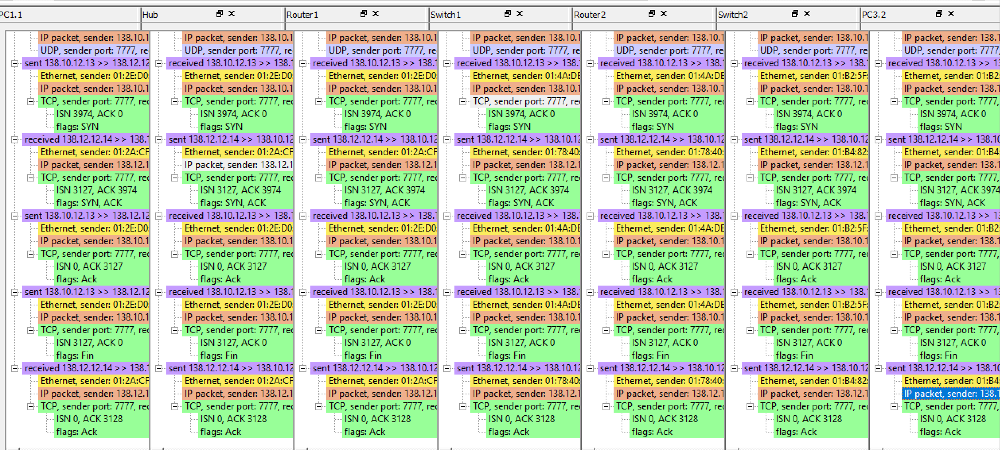 PC1.1
IP packet, sender: 138.10.1
UDP, sender port: 7777, re
sent 138.10.12.13 >> 138.12.12
Ethernet, sender: 01:2E:D0
IP packet, sender: 138.10.1
TCP, sender port: 7777, rec
ISN 3974, ACK 0
flags: SYN
received 138.12.12.14 >> 138.1
Ethernet, sender: 01:2A:CF
IP packet, sender: 138.12.1
TCP, sender port: 7777, rec
ISN 3127, ACK 3974
flags: SYN, ACK
sent 138.10.12.13 >> 138.12.12
Ethernet, sender: 01:2E:D0
IP packet, sender: 138.10.1
TCP, sender port: 7777, rec
ISN 0, ACK 3127
flags: Ack
sent 138.10.12.13 >> 138.12.12
Ethernet, sender: 01:2E:D0
IP packet, sender: 138.10.1
TCP, sender port: 7777, rec
ISN 3127, ACK 0
flags: Fin
received 138.12.12.14 >> 138.1
Ethernet, sender: 01:2A:CF
IP packet, sender: 138.12.1
TCP, sender port: 7777, rec
ISN 0, ACK 3128
flags: Ack
Hub
IP packet, sender: 138.10.1
UDP, sender port: 7777, re
received 138.10.12.13 >> 138.1
Ethernet, sender: 01:2E:D0
IP packet, sender: 138.10.1
TCP, sender port: 7777, rec
ISN 3974, ACK 0
flags: SYN
sent 138.12.12.14 >> 138.10.12
Ethernet, sender: 01:2A:CF
IP packet, sender: 138.12.1
TCP, sender port: 7777, rec
ISN 3127, ACK 3974
flags: SYN, ACK
received 138.10.12.13 >> 138.1
Ethernet, sender: 01:2E:D0
IP packet, sender: 138.10.1
TCP, sender port: 7777, rec
ISN 0, ACK 3127
flags: Ack
received 138.10.12.13 >> 138.1
Ethernet, sender: 01:2E:D0
IP packet, sender: 138.10.1
TCP, sender port: 7777, rec
ISN 3127, ACK 0
flags: Fin
sent 138.12.12.14 >> 138.10.12
Ethernet, sender: 01:2A:CF
IP packet, sender: 138.12.1
TCP, sender port: 7777, rec
ISN 0, ACK 3128
flags: Ack
Router1
IP packet, sender: 138.10.1
UDP, sender port: 7777, re
received 138.10.12.13 >> 138.1
Ethernet, sender: 01:2E:D0
IP packet, sender: 138.10.1
TCP, sender port: 7777, rec
ISN 3974, ACK 0
flags: SYN
sent 138.12.12.14 >> 138.10.12
Ethernet, sender: 01:2A:CF
IP packet, sender: 138.12.1
TCP, sender port: 7777, rec
ISN 3127, ACK 3974
flags: SYN, ACK
received 138.10.12.13 >> 138.1
Ethernet, sender: 01:2E:D0
IP packet, sender: 138.10.1
TCP, sender port: 7777, rec
ISN 0, ACK 3127
flags: Ack
received 138.10.12.13 >> 138.1
Ethernet, sender: 01:2E:D0
IP packet, sender: 138.10.1
TCP, sender port: 7777, rec
ISN 3127, ACK 0
flags: Fin
sent 138.12.12.14 >> 138.10.12
Ethernet, sender: 01:2A:CF
IP packet, sender: 138.12.1
TCP, sender port: 7777, rec
ISN 0, ACK 3128
flags: Ack
Switch1
IP packet, sender: 138.10.1
UDP, sender port: 7777, re
received 138.10.12.13 >> 138.
Ethernet, sender: 01:4A:DE
IP packet, sender: 138.10.1
TCP, sender port: 7777, re
ISN 3974, ACK 0
flags: SYN
sent 138.12.12.14 >> 138.10.12
Ethernet, sender: 01:78:40:
IP packet, sender: 138.12.1
TCP, sender port: 7777, re
ISN 3127, ACK 3974
flags: SYN, ACK
received 138.10.12.13 >> 138.
Ethernet, sender: 01:4A:DE
IP packet, sender: 138.10.1
TCP, sender port: 7777, re
ISN 0, ACK 3127
flags: Ack
received 138.10.12.13 >> 138.
Ethernet, sender: 01:4A:DE
IP packet, sender: 138.10.1
TCP, sender port: 7777, re
ISN 3127, ACK 0
flags: Fin
sent 138.12.12.14 >> 138.10.12
Ethernet, sender: 01:78:40:
IP packet, sender: 138.12.1
TCP, sender port: 7777, re
ISN 0, ACK 3128
flags: Ack
Router2
IP packet, sender: 138.10.1
UDP, sender port: 7777, re
received 138.10.12.13 >> 138.1
Ethernet, sender: 01:4A:DE
IP packet, sender: 138.10.1
TCP, sender port: 7777, rec
ISN 3974, ACK 0
flags: SYN
sent 138.12.12.14 >> 138.10.12
Ethernet, sender: 01:78:40:
IP packet, sender: 138.12.1
TCP, sender port: 7777, rec
ISN 3127, ACK 3974
flags: SYN, ACK
received 138.10.12.13 >> 138.1
Ethernet, sender: 01:4A:DE
IP packet, sender: 138.10.1
TCP, sender port: 7777, rec
ISN 0, ACK 3127
flags: Ack
received 138.10.12.13 >> 138.1
Ethernet, sender: 01:4A:DE
IP packet, sender: 138.10.1
TCP, sender port: 7777, rec
ISN 3127, ACK 0
flags: Fin
sent 138.12.12.14 >> 138.10.12
Ethernet, sender: 01:78:40:
IP packet, sender: 138.12.1
TCP, sender port: 7777, rec
ISN 0, ACK 3128
flags: Ack
Switch2
IP packet, sender: 138.10.1
UDP, sender port: 7777, re
received 138.10.12.13 >> 138.1
Ethernet, sender: 01:B2:5F:
IP packet, sender: 138.10.1
TCP, sender port: 7777, rec
ISN 3974, ACK 0
flags: SYN
sent 138.12.12.14 >> 138.10.12
Ethernet, sender: 01:B4:82:
IP packet, sender: 138.12.1
TCP, sender port: 7777, rec
ISN 3127, ACK 3974
flags: SYN, ACK
received 138.10.12.13 >> 138.1
Ethernet, sender: 01:B2:5F:
IP packet, sender: 138.10.1
TCP, sender port: 7777, rec
ISN 0, ACK 3127
flags: Ack
received 138.10.12.13 >> 138.1
Ethernet, sender: 01:B2:5F:
IP packet, sender: 138.10.1
TCP, sender port: 7777, rec
ISN 3127, ACK 0
flags: Fin
sent 138.12.12.14 >> 138.10.12
Ethernet, sender: 01:B4:82:
IP packet, sender: 138.12.1
TCP, sender port: 7777, rec
ISN 0, ACK 3128
flags: Ack
PC3.2
IP packet, sender: 138.1
UDP, sender port: 7777
received 138.10.12.13 >> 13
Ethernet, sender: 01:B2
IP packet, sender: 138.1
TCP, sender port: 7777,
ISN 3974, ACK 0
flags: SYN
sent 138.12.12.14 >> 138.10
Ethernet, sender: 01:B4
IP packet, sender: 138.1
TCP, sender port: 7777,
ISN 3127, ACK 3974
flags: SYN, ACK
received 138.10.12.13 >> 13
Ethernet, sender: 01:B2
IP packet, sender: 138.1
TCP, sender port: 7777,
ISN 0, ACK 3127
flags: Ack
received 138.10.12.13 >> 13
Ethernet, sender: 01:B2
IP packet, sender: 138.1
TCP, sender port: 7777,
ISN 3127, ACK 0
flags: Fin
sent 138.12.12.14 >> 138.10
Ethernet, sender: 01:B4
IP packet, sender: 138.1
TCP, sender port: 7777,
ISN 0, ACK 3128
flags: Ack